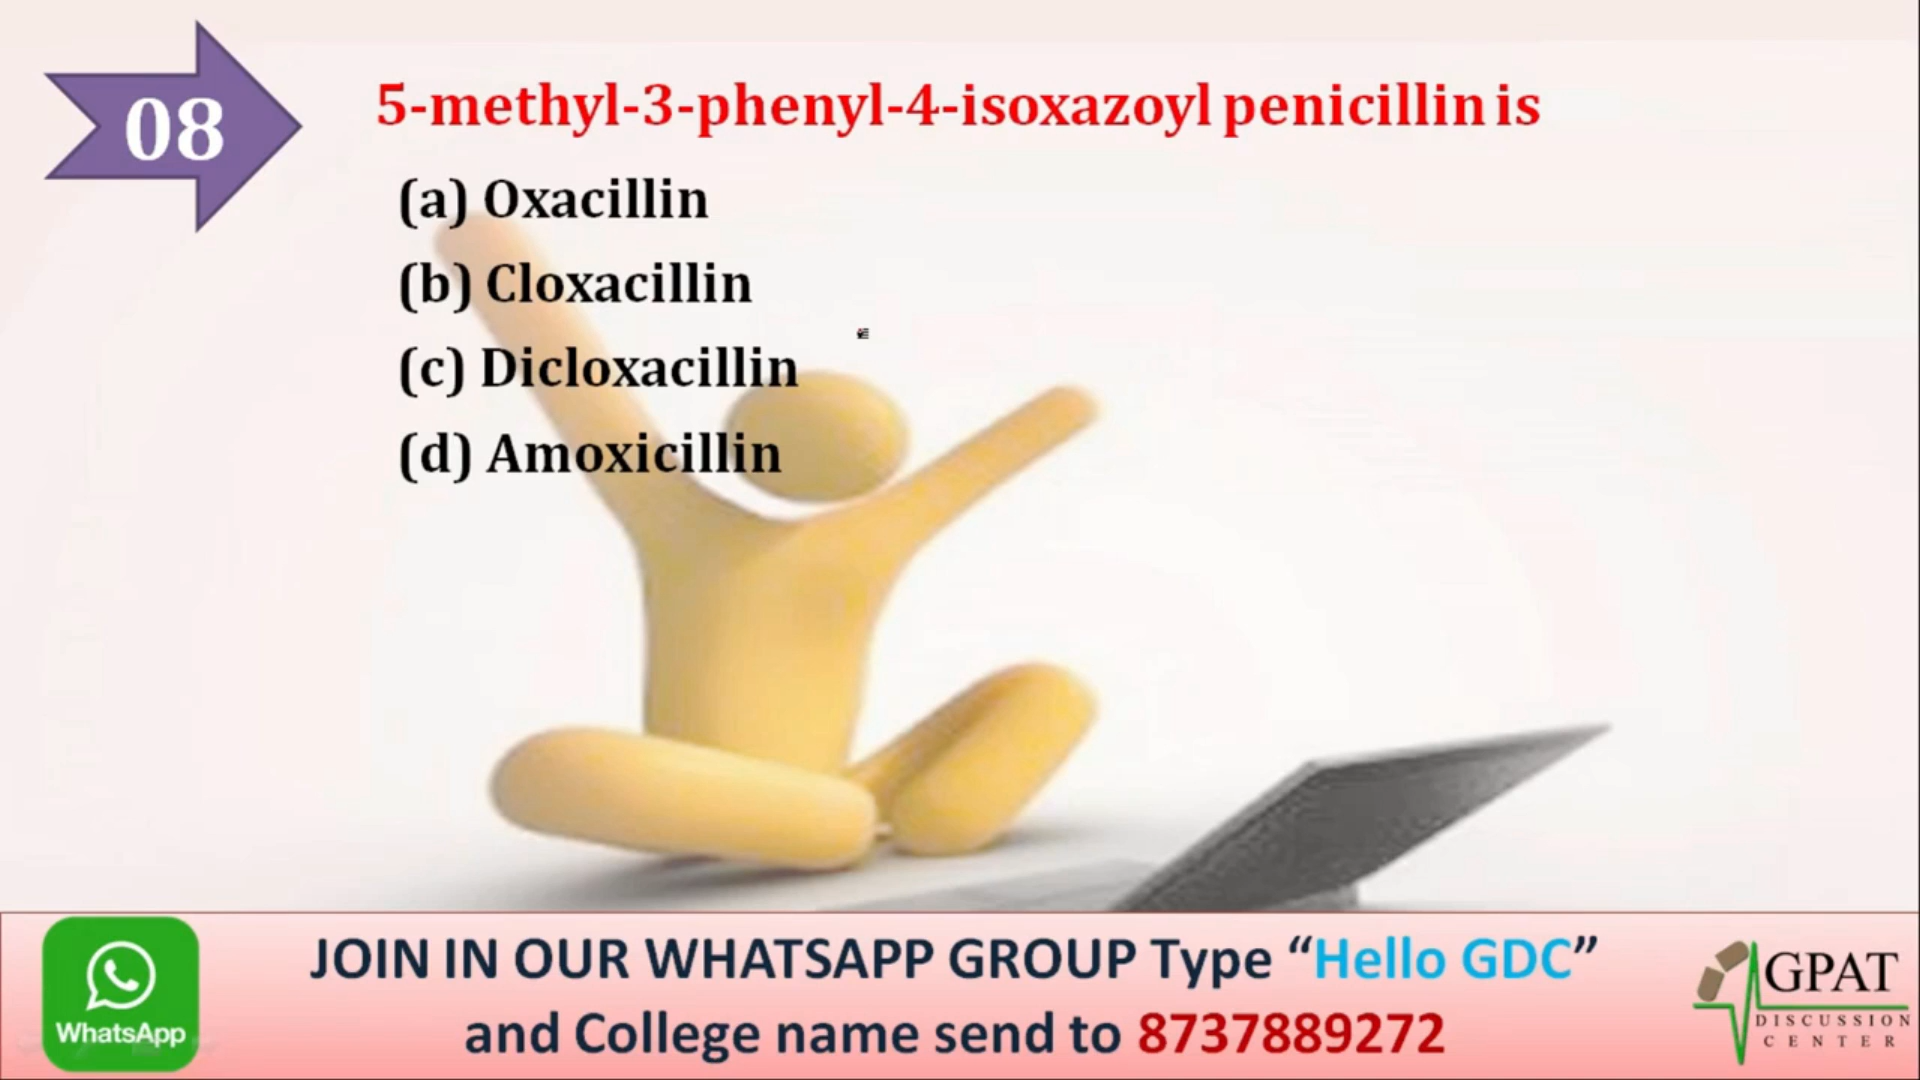 08
5-methyl-3-phenyl-4-isoxazoyl penicillin is
(a) Oxacillin
(b) Cloxacillin
(c) Dicloxacillin
(d) Amoxicillin
JOIN IN OUR WHATSAPP GROUP Type “Hello GDC”
and College name send to 8737889272
WhatsApp
GPAT
DISCUSSION
CENTER